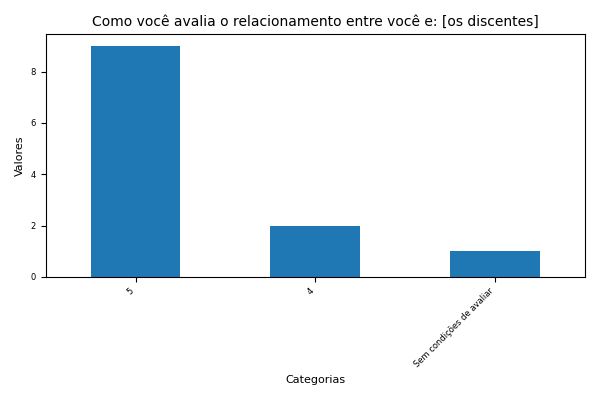 Como você avalia o relacionamento entre você e: [os discentes]
Valores
8
6
4
2
0
5
4
Sem condições de avaliar
Categorias